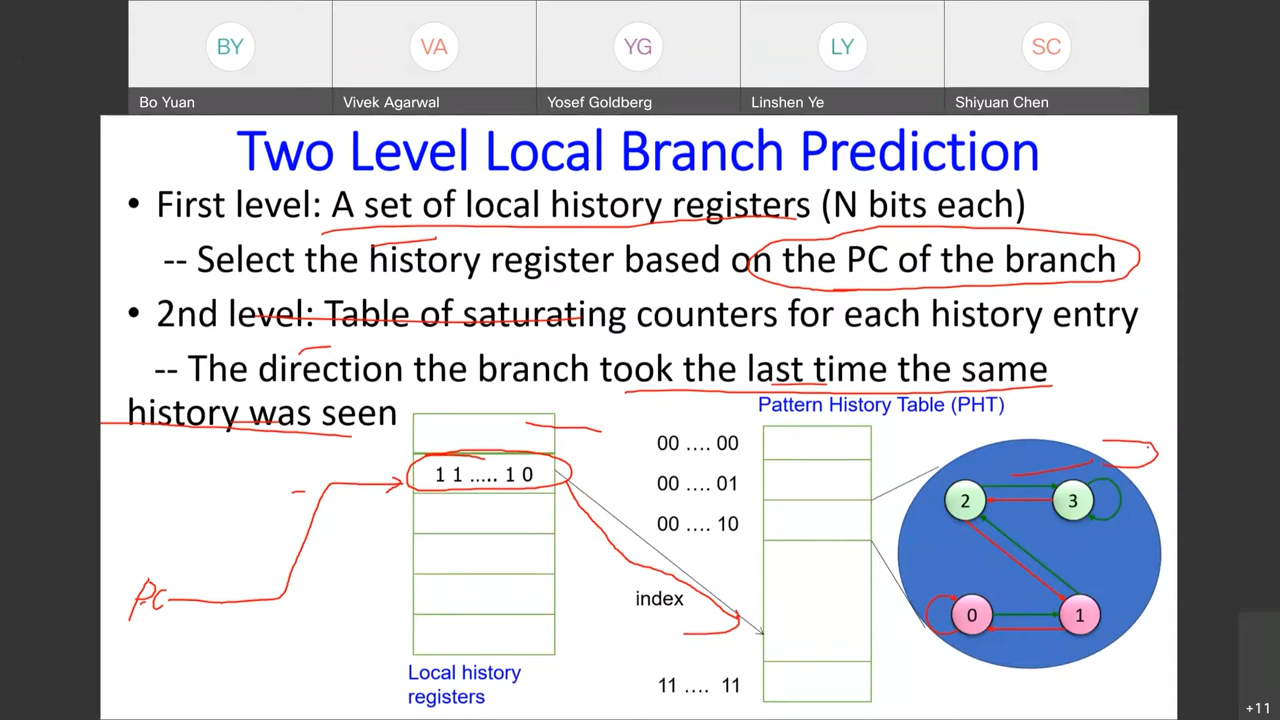 BY
VA
YG
LY
SC
Bo Yuan
Vivek Agarwal
Yosef Goldberg
Linshen Ye
Shiyuan Chen
Two Level Local Branch Prediction
• First level: A set of local history registers (N bits each)
-- Select the history register based on the PC of the branch
• 2nd level: Table of saturating counters for each history entry
-- The direction the branch took the last time the same
history was seen
Pattern History Table (PHT)
00 .... 00
1 1 ..... 1 0
00 .... 01
00 .... 10
2
3
PC
index
0
1
Local history
registers
11 .... 11
+11